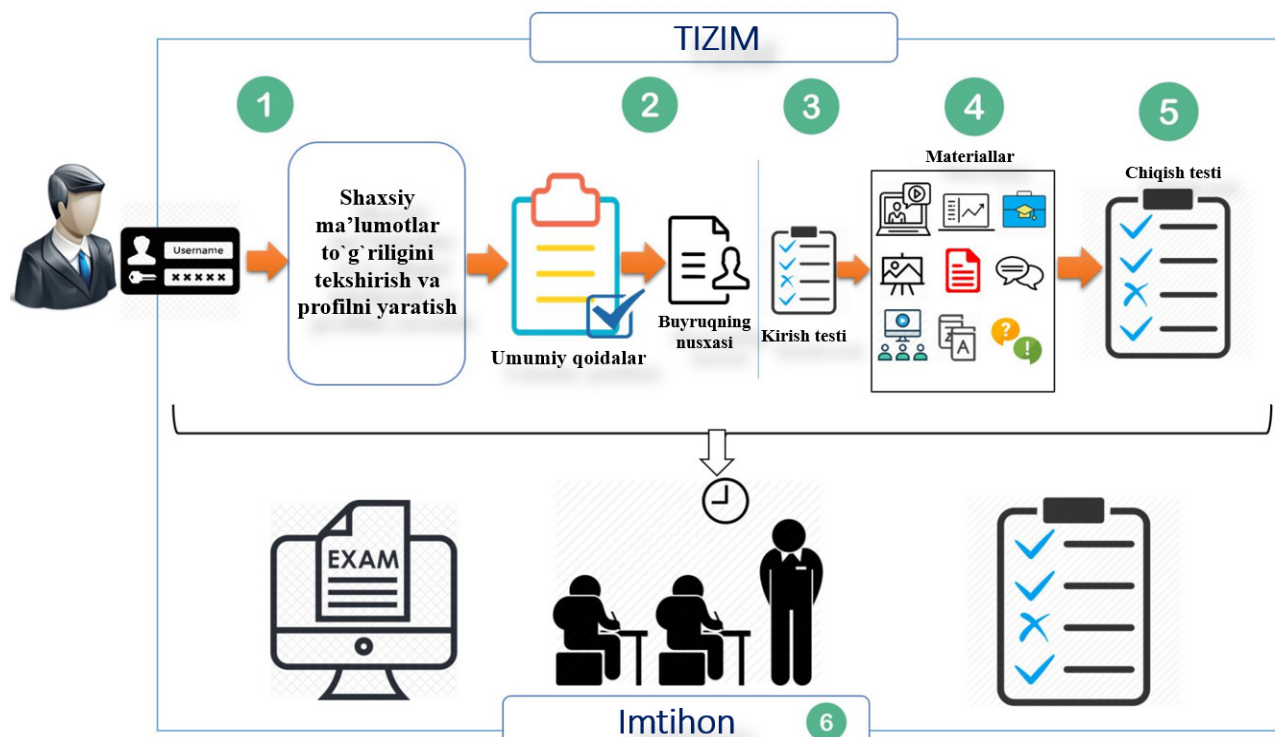 TIZIM
1
2
3
4
5
Username
xxxxx
Shaxsiy
ma’lumotlar
to`g`riligini
tekshirish va
profilni yaratish
Umumiy qoidalar
Buyruqning
nusxasi
Kirish testi
Materiallar
A
?
!
Chiqish testi
EXAM
Imtihon
6